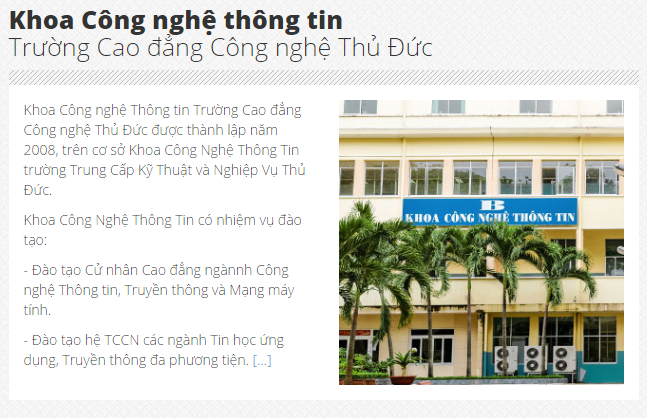 Khoa Công nghệ thông tin
Trường Cao đẳng Công nghệ Thủ Đức
Khoa Công nghệ Thông tin Trường Cao đẳng
Công nghệ Thủ Đức được thành lập năm
2008, trên cơ sở Khoa Công Nghệ Thông Tin
trường Trung Cấp Kỹ Thuật và Nghiệp Vụ Thủ
Đức.
Khoa Công Nghệ Thông Tin có nhiệm vụ đào
tạo:
- Đào tạo Cử nhân Cao đẳng ngànnh Công
nghệ Thông tin, Truyền thông và Mạng máy
tính.
- Đào tạo hệ TCCN các ngành Tin học ứng
dụng, Truyền thông đa phương tiện. [...]
B
KHOA CÔNG NGHỆ THÔNG TIN